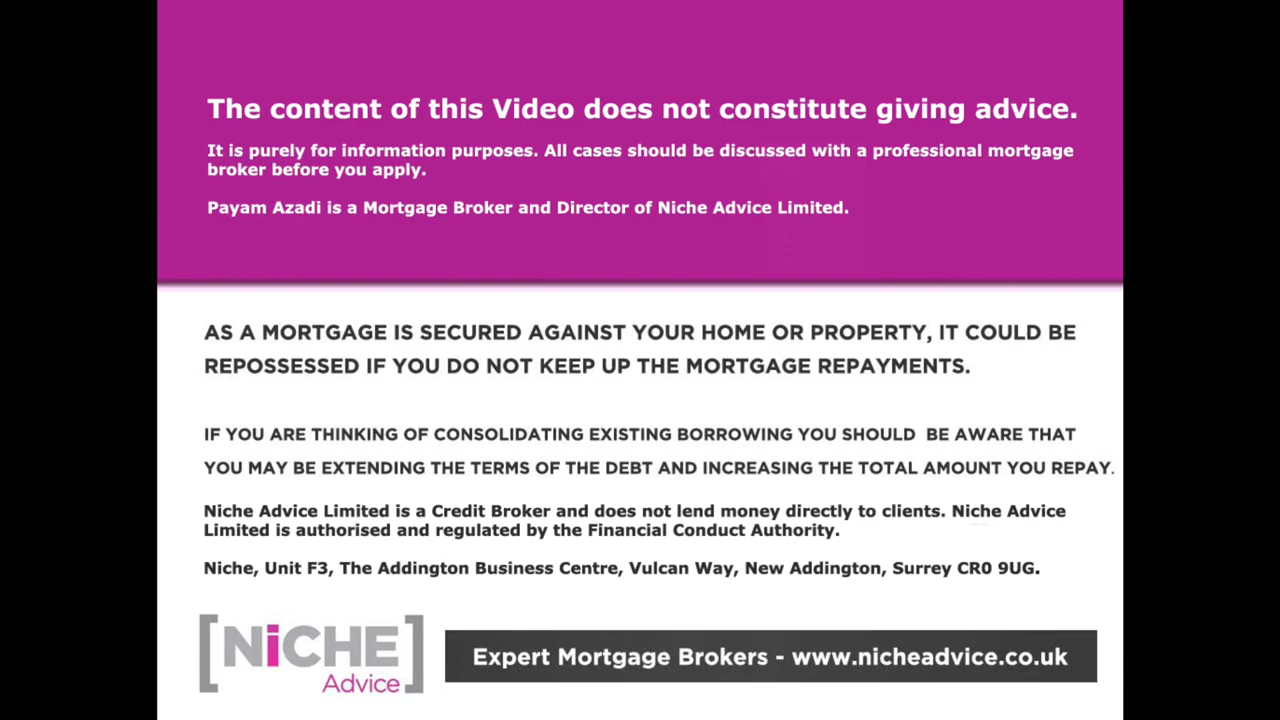 The content of this Video does not constitute giving advice.
It is purely for information purposes. All cases should be discussed with a professional mortgage
broker before you apply.
Payam Azadi is a Mortgage Broker and Director of Niche Advice Limited.
AS A MORTGAGE IS SECURED AGAINST YOUR HOME OR PROPERTY, IT COULD BE
REPOSSESSED IF YOU DO NOT KEEP UP THE MORTGAGE REPAYMENTS.
IF YOU ARE THINKING OF CONSOLIDATING EXISTING BORROWING YOU SHOULD BE AWARE THAT
YOU MAY BE EXTENDING THE TERMS OF THE DEBT AND INCREASING THE TOTAL AMOUNT YOU REPAY.
Niche Advice Limited is a Credit Broker and does not lend money directly to clients. Niche Advice
Limited is authorised and regulated by the Financial Conduct Authority.
Niche, Unit F3, The Addington Business Centre, Vulcan Way, New Addington, Surrey CR0 9UG.
[NiCHE
Advice]
Expert Mortgage Brokers - www.nicheadvice.co.uk